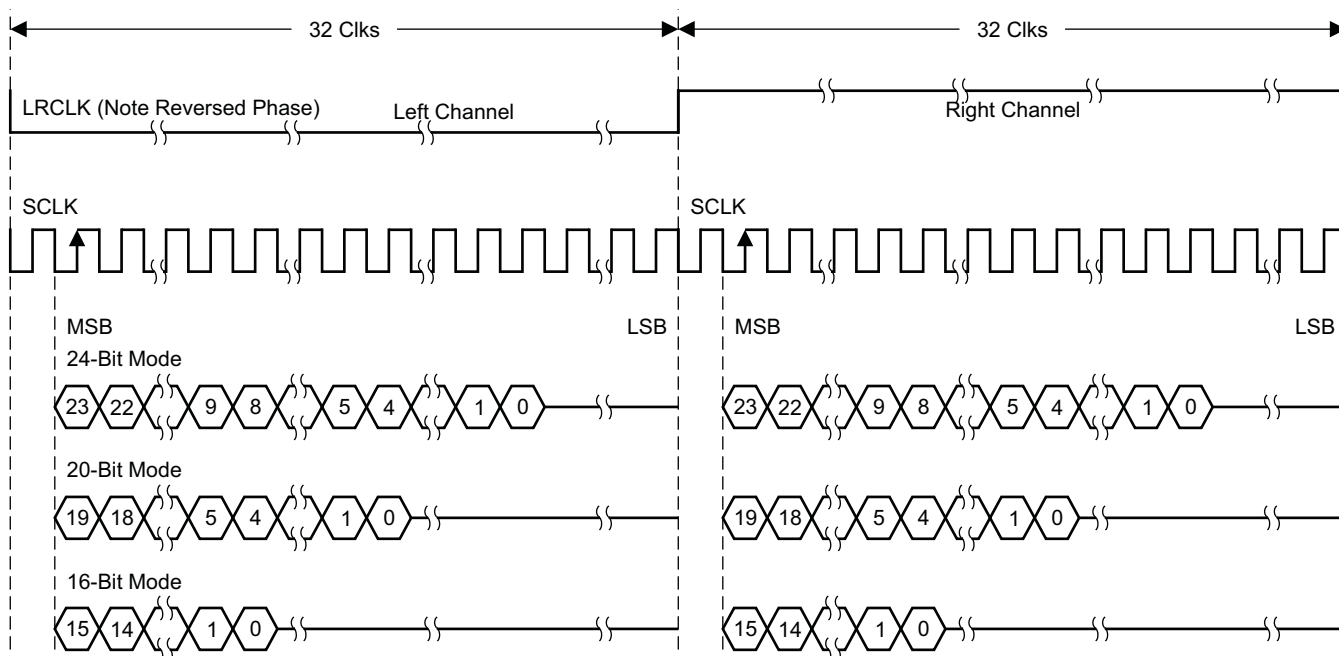 32 Clks 32 Clks
LRCLK (Note Reversed Phase) Left Channel Right Channel
SCLK SCLK
MSB LSB MSB LSB
24-Bit Mode
23 22 9 8 5 4 1 0 23 22 9 8 5 4 1 0
20-Bit Mode
19 18 5 4 1 0 19 18 5 4 1 0
16-Bit Mode
15 14 1 0 15 14 1 0